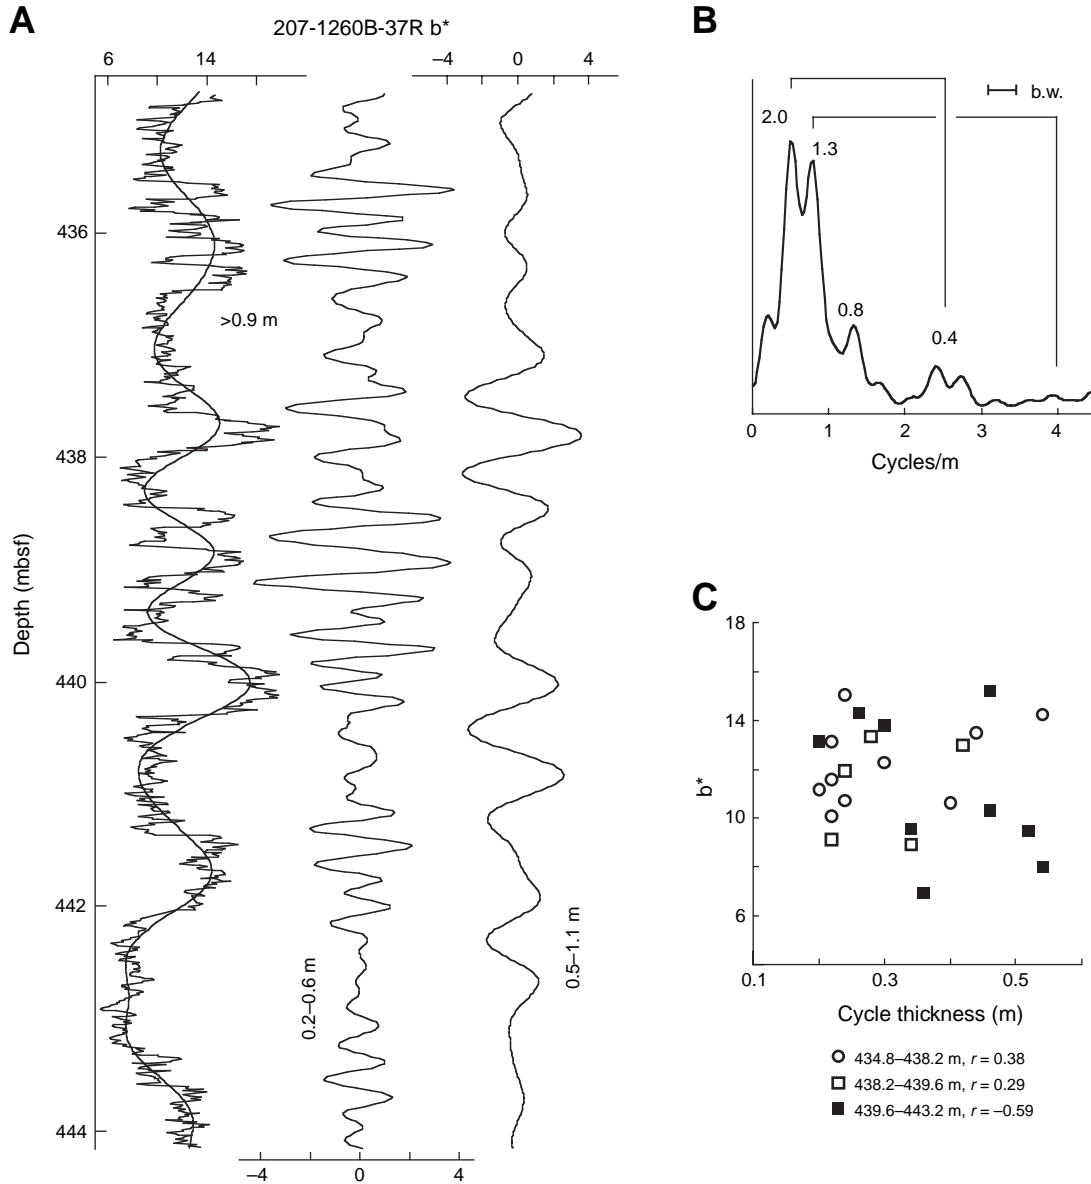 A
207-1260B-37R b*
6 14 –4 0 4
436
438
440
442
444
Depth (mbsf)
>0.9 m
0.2–0.6 m
0.5–1.1 m
–4 0 4
B
b.w.
2.0
1.3
0.8
0.4
0 1 2 3 4
Cycles/m
C
18
14
10
6
b*
0.1 0.3 0.5
Cycle thickness (m)
434.8–438.2 m, r = 0.38
438.2–439.6 m, r = 0.29
439.6–443.2 m, r = –0.59